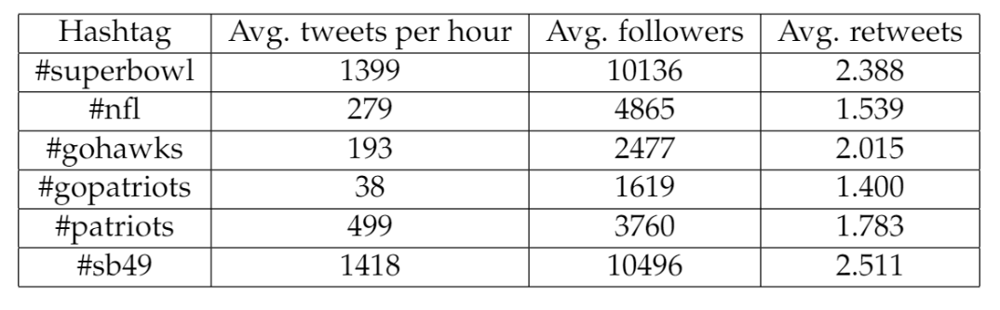 Hashtag Avg. tweets per hour Avg. followers Avg. retweets
#superbowl 1399 10136 2.388
#nfl 279 4865 1.539
#gohawks 193 2477 2.015
#gopatriots 38 1619 1.400
#patriots 499 3760 1.783
#sb49 1418 10496 2.511